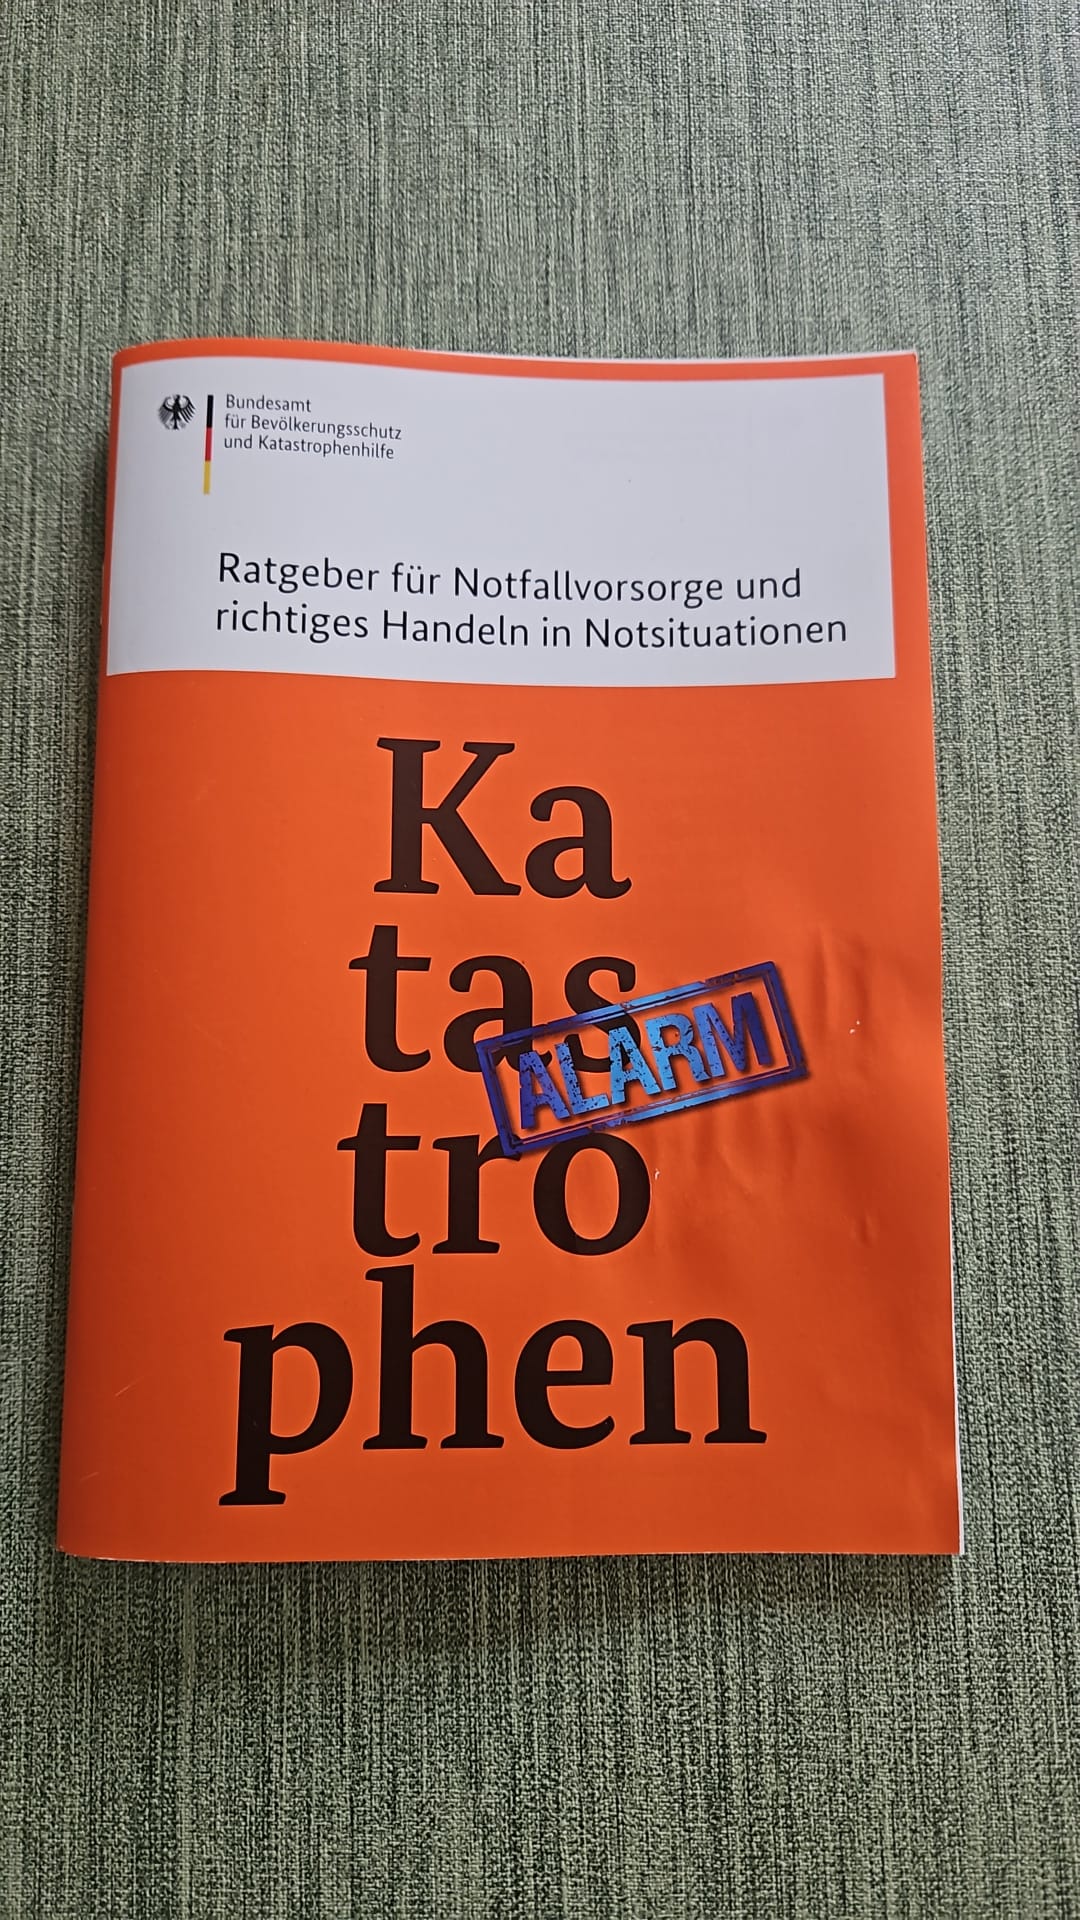 Bundesamt
für Bevölkerungsschutz
und Katastrophenhilfe
Ratgeber für Notfallvorsorge und
richtiges Handeln in Notsituationen
Ka
tas
ALARM
tro
phen